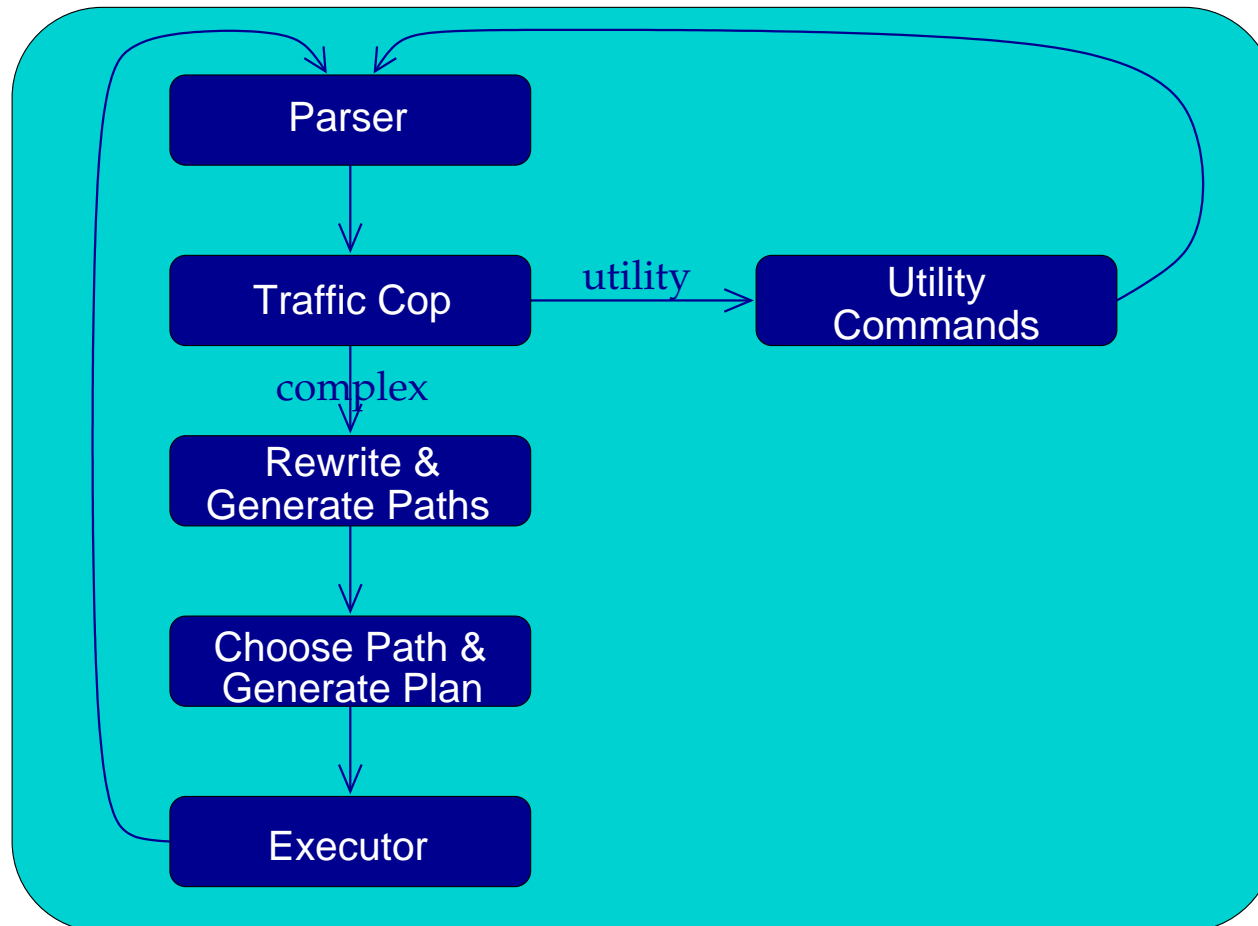 Parser
Traffic Cop
utility
Utility
Commands
complex
Rewrite &
Generate Paths
Choose Path &
Generate Plan
Executor